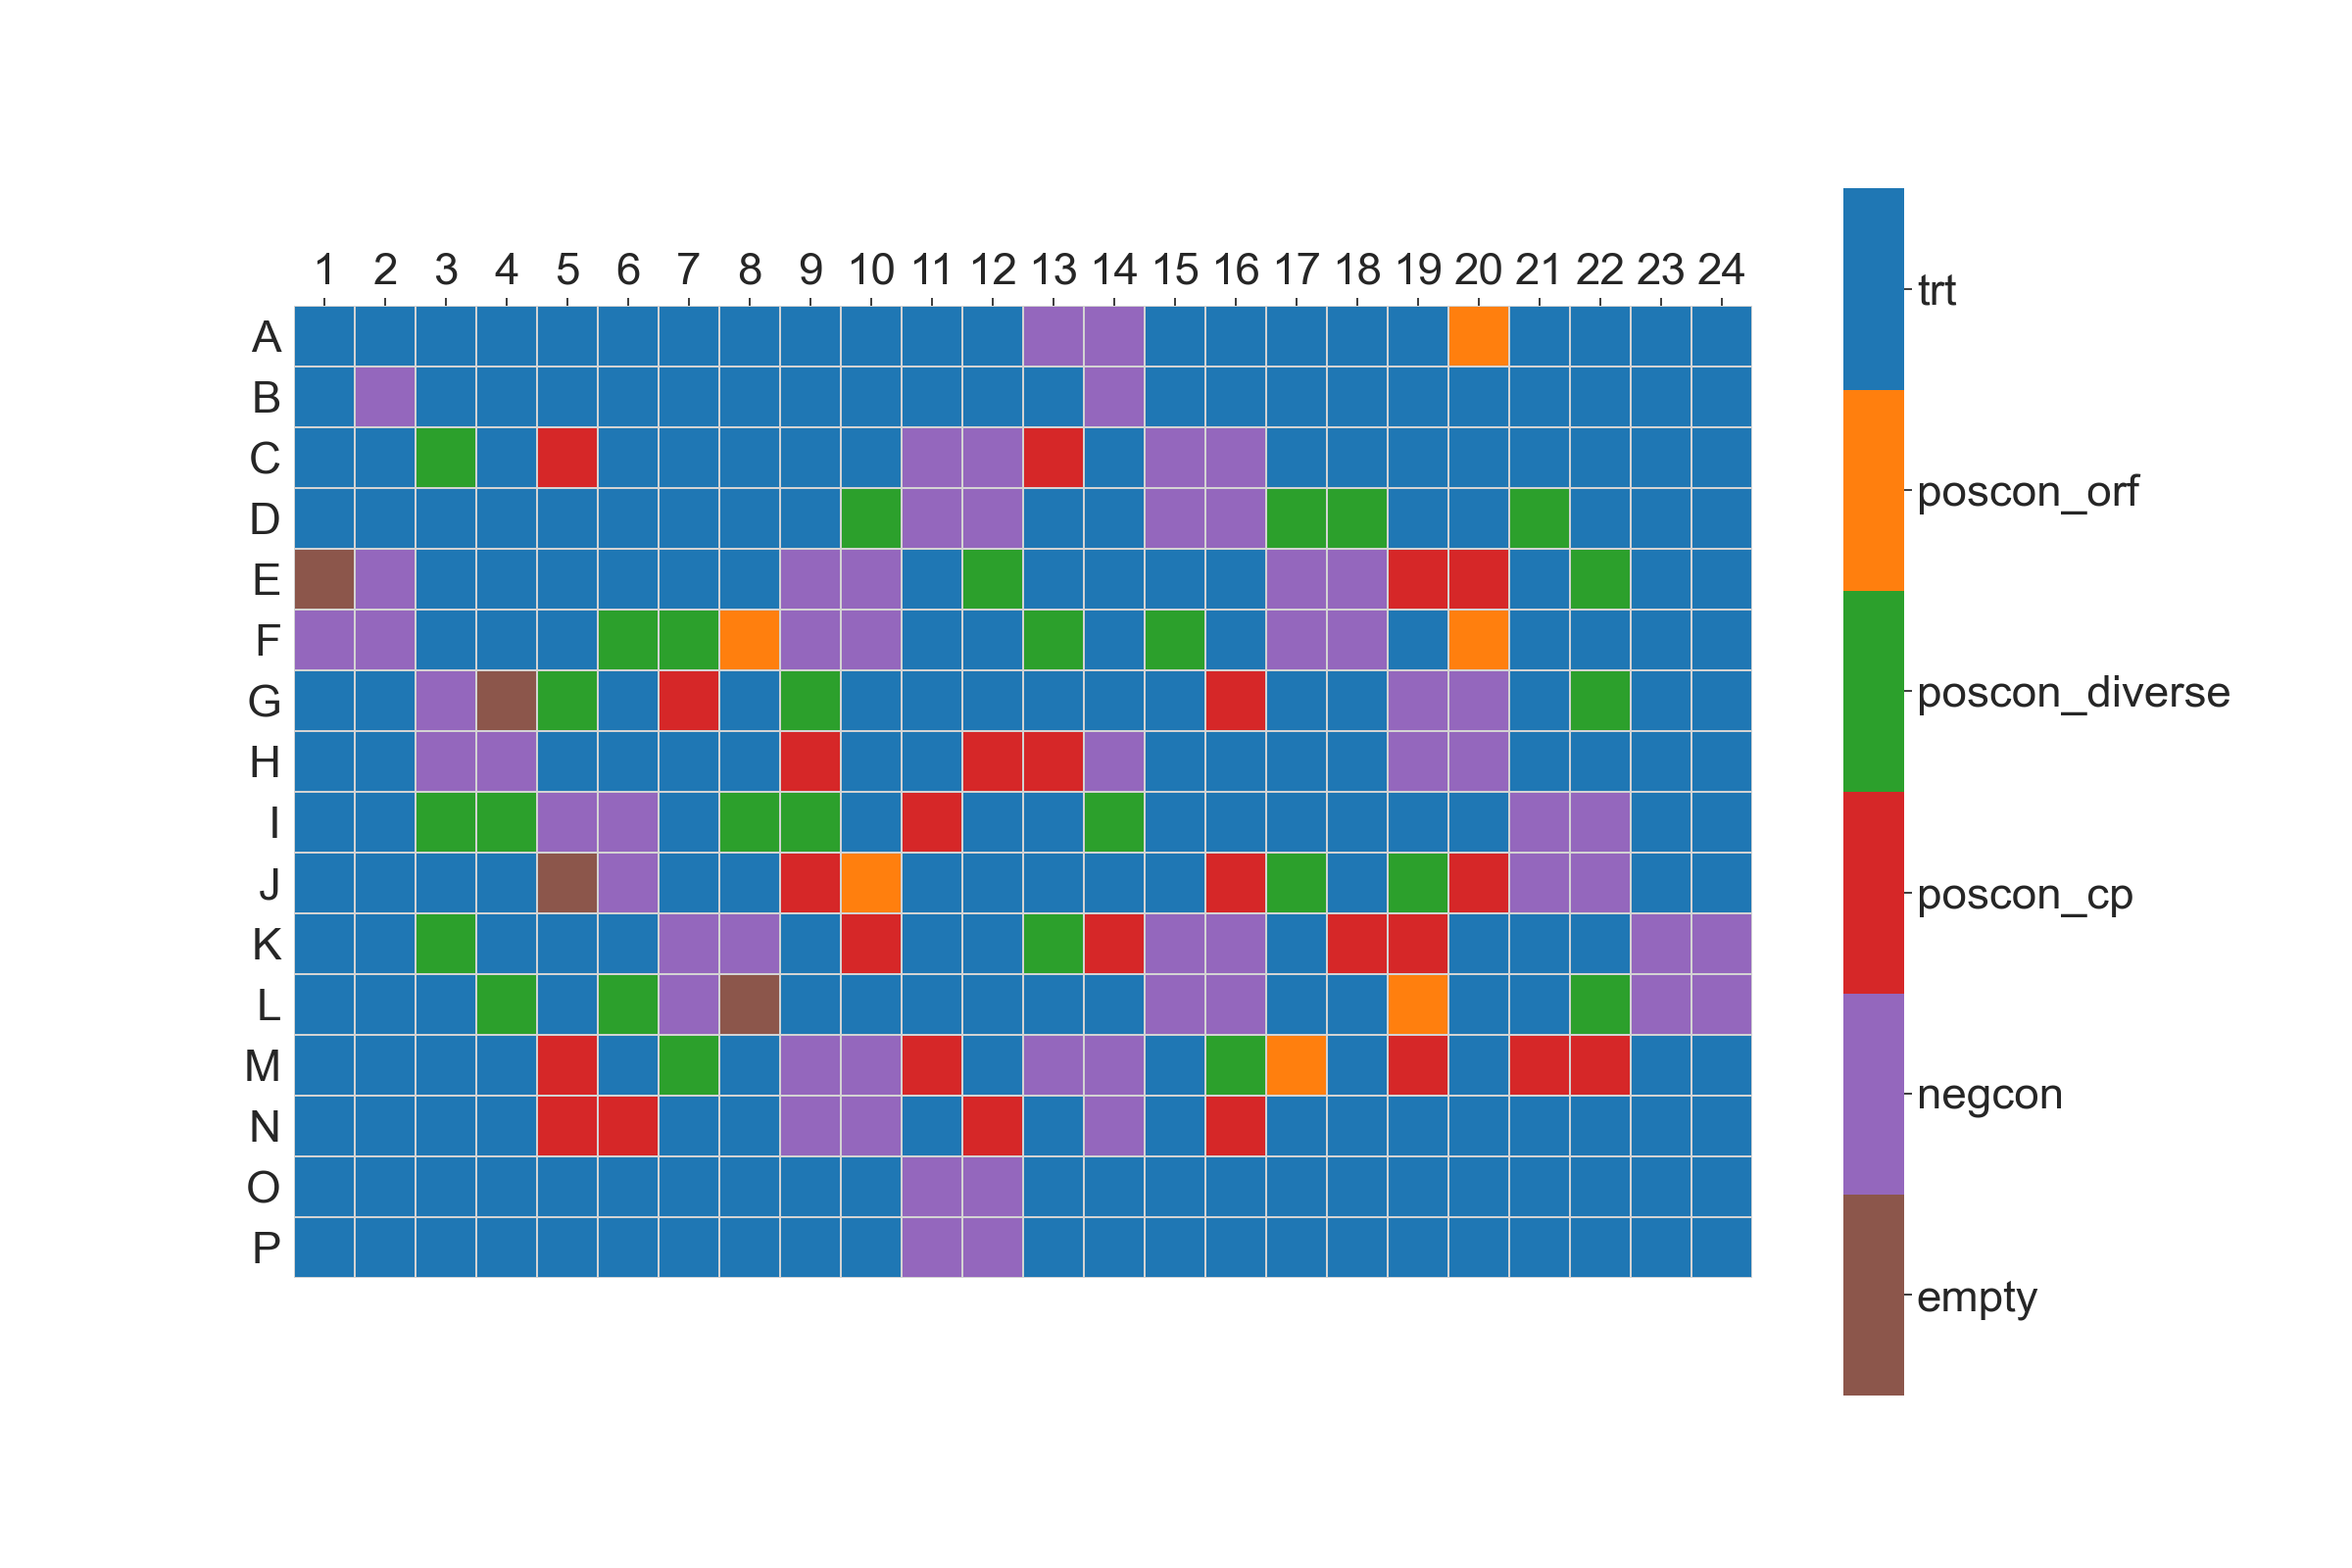 1 2 3 4 5 6 7 8 9 10 11 12 13 14 15 16 17 18 19 20 21 22 23 24
A
B
C
D
E
F
G
H
I
J
K
L
M
N
O
P
trt
poscon_orf
poscon_diverse
poscon_cp
negcon
empty